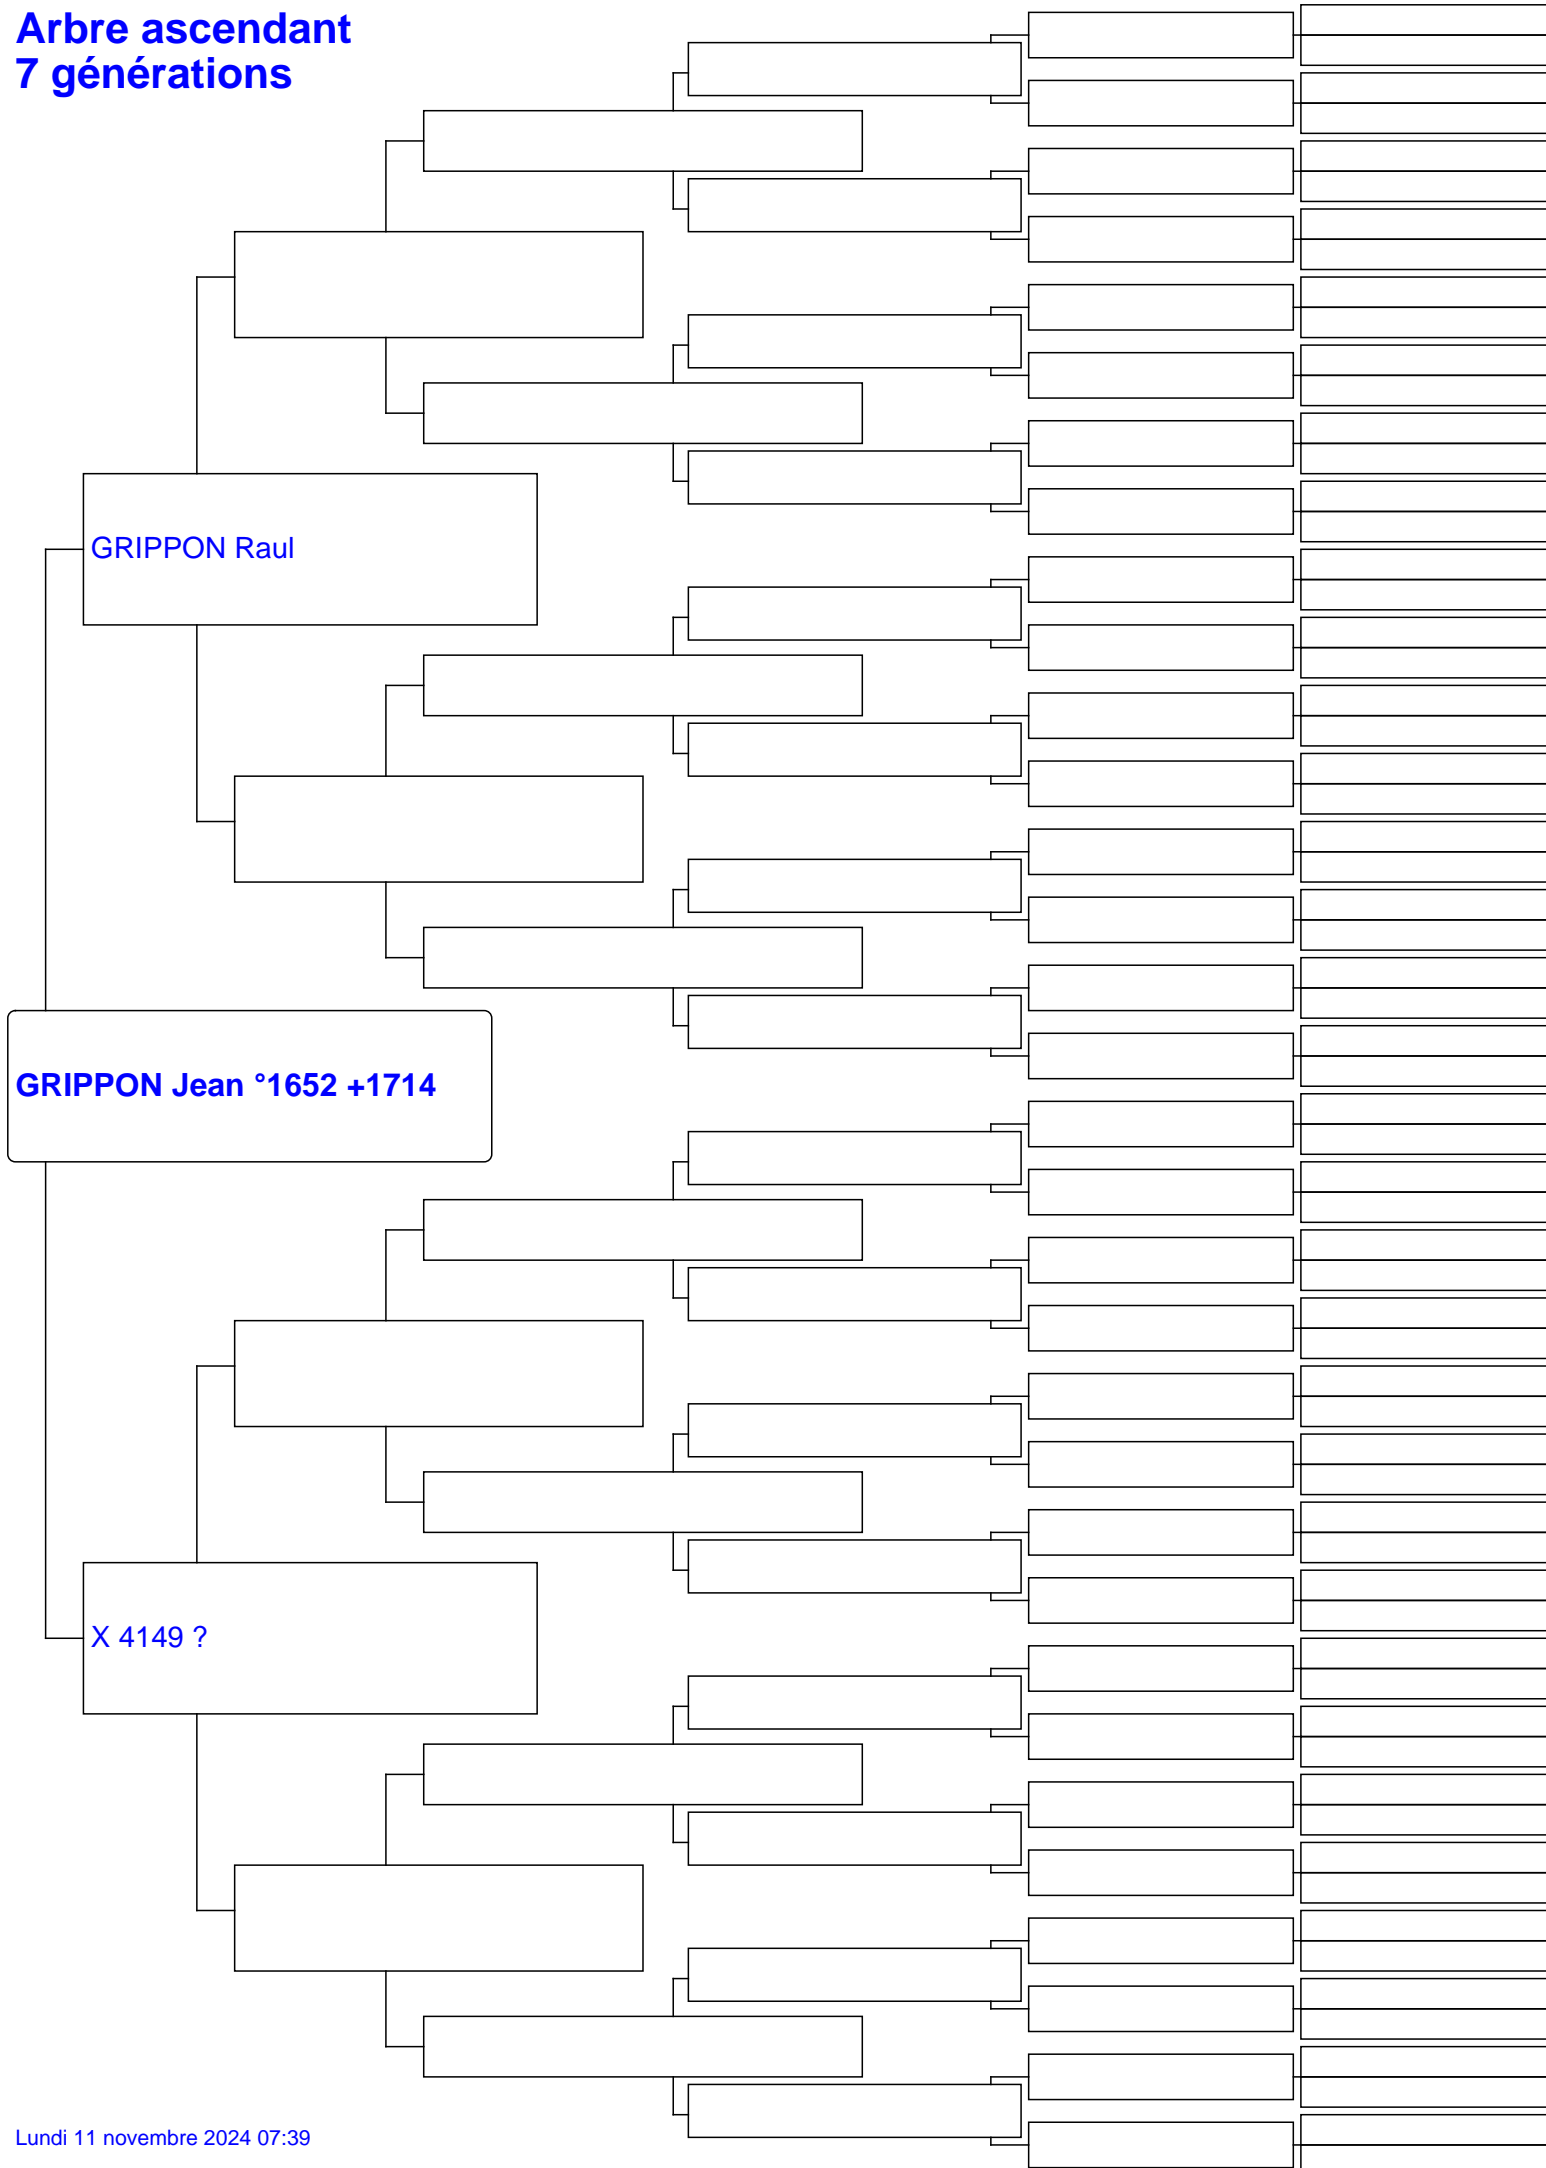 Arbre ascendant
7 générations
GRIPPON Raul
GRIPPON Jean °1652 +1714
X 4149 ?
Lundi 11 novembre 2024 07:39